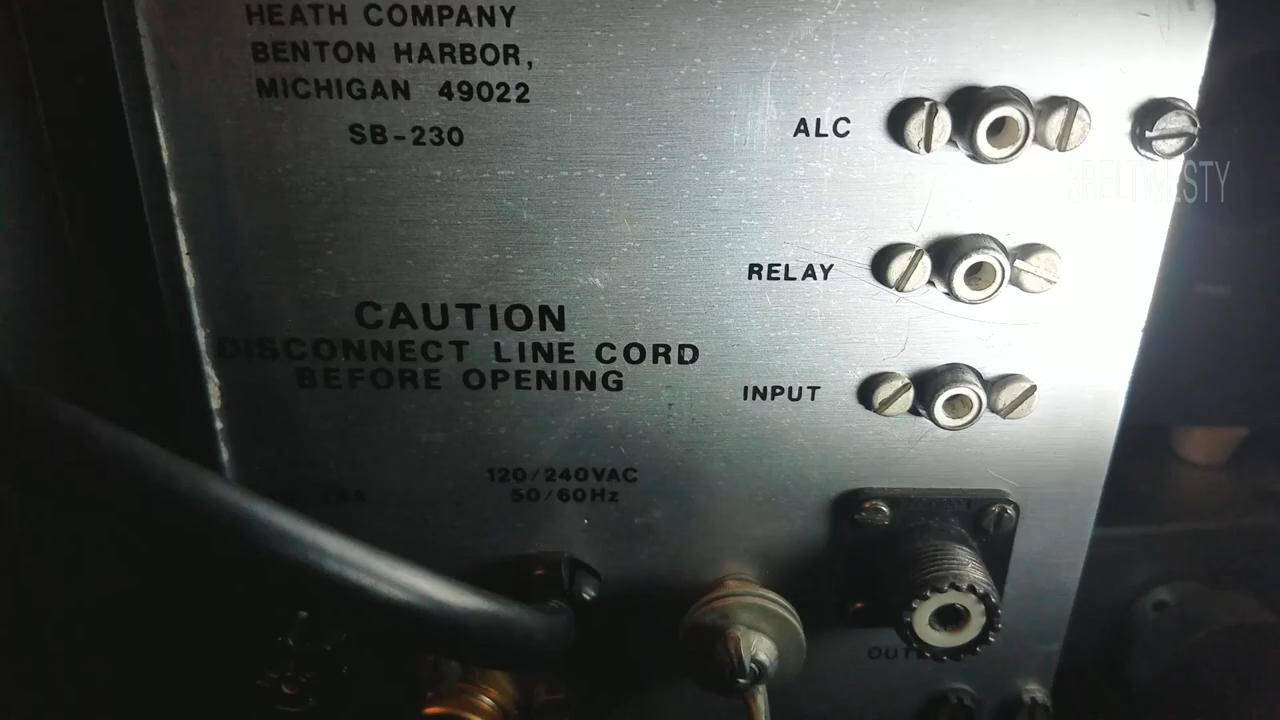 HEATH COMPANY
BENTON HARBOR,
MICHIGAN 49022
SB-230
ALC
RELAY
CAUTION
DISCONNECT LINE CORD
BEFORE OPENING
INPUT
120/240VAC
50/60Hz